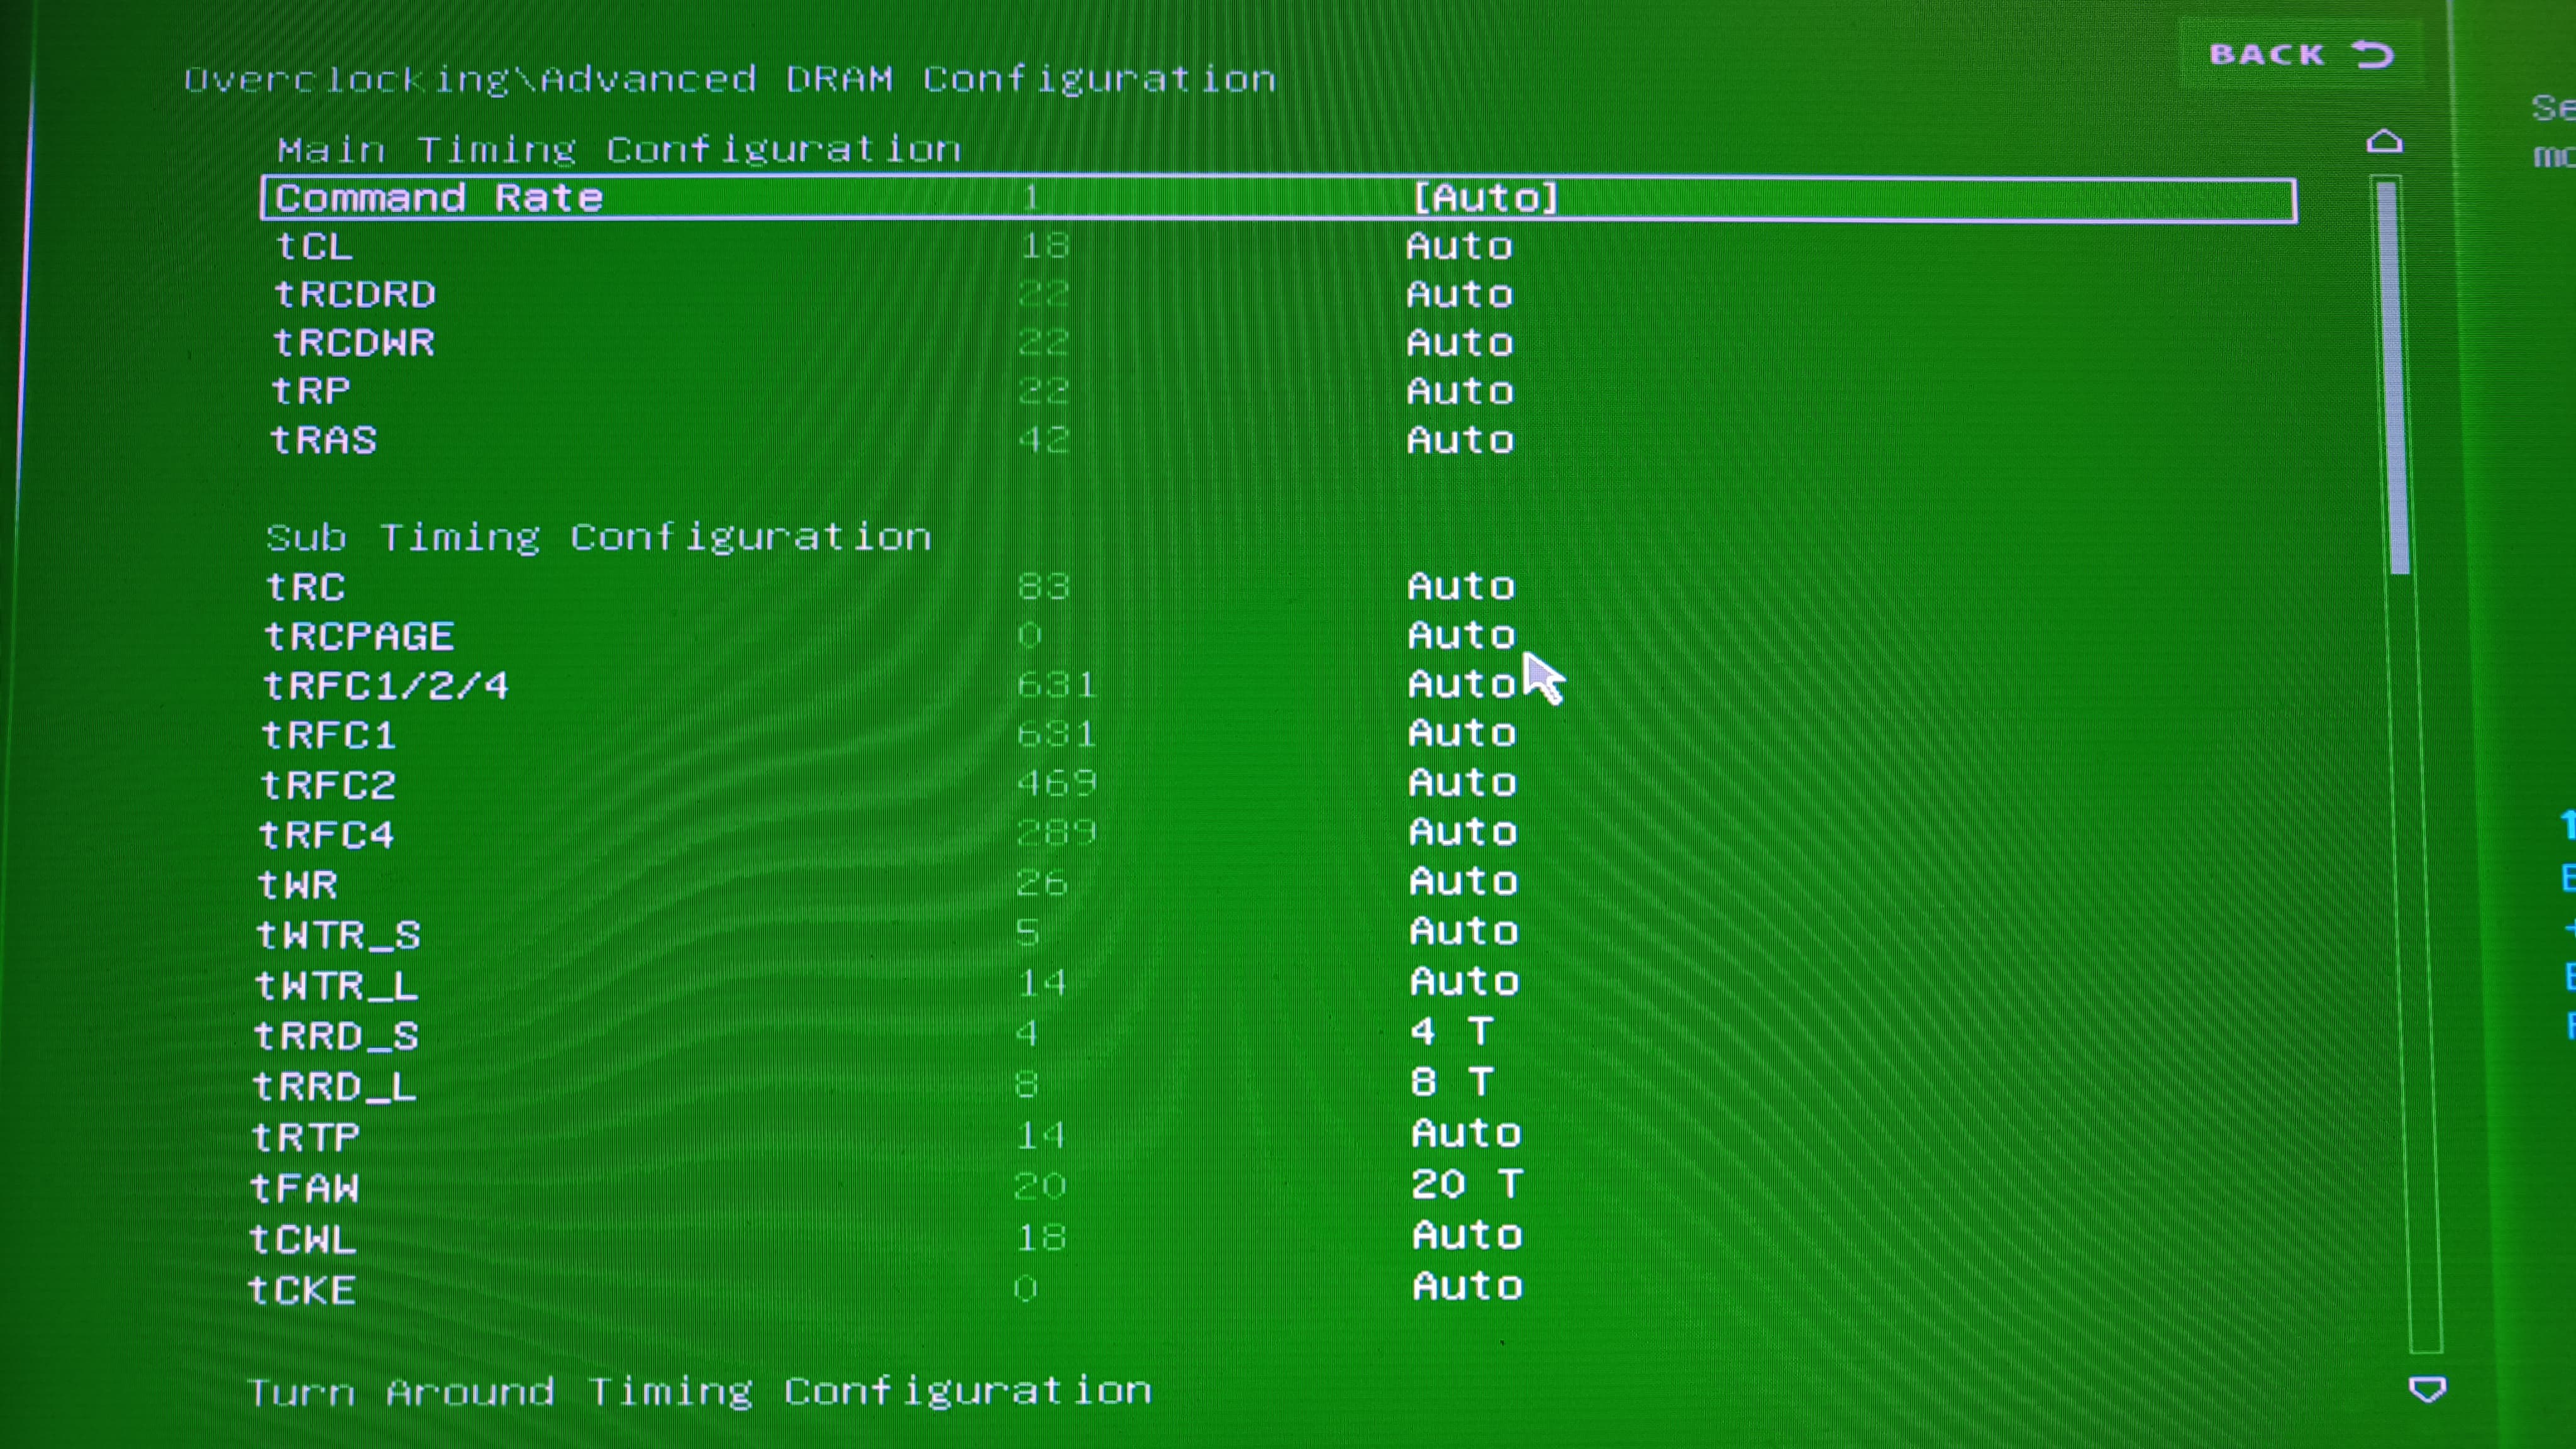 BACK
Overclocking\Advanced DRAM Configuration
Main Timing Configuration
Command Rate 1 [Auto]
tCL 18 Auto
tRCDRD 22 Auto
tRCDWR 22 Auto
tRP 22 Auto
tRAS 42 Auto
Sub Timing Configuration
tRC 83 Auto
tRCPAGE 0 Auto
tRFC1/2/4 631 Auto
tRFC1 631 Auto
tRFC2 469 Auto
tRFC4 289 Auto
tWR 26 Auto
tWTR_S 5 Auto
tWTR_L 14 Auto
tRRD_S 4 4 T
tRRD_L 8 8 T
tRTP 14 Auto
tFAW 20 20 T
tCWL 18 Auto
tCKE 0 Auto
Turn Around Timing Configuration